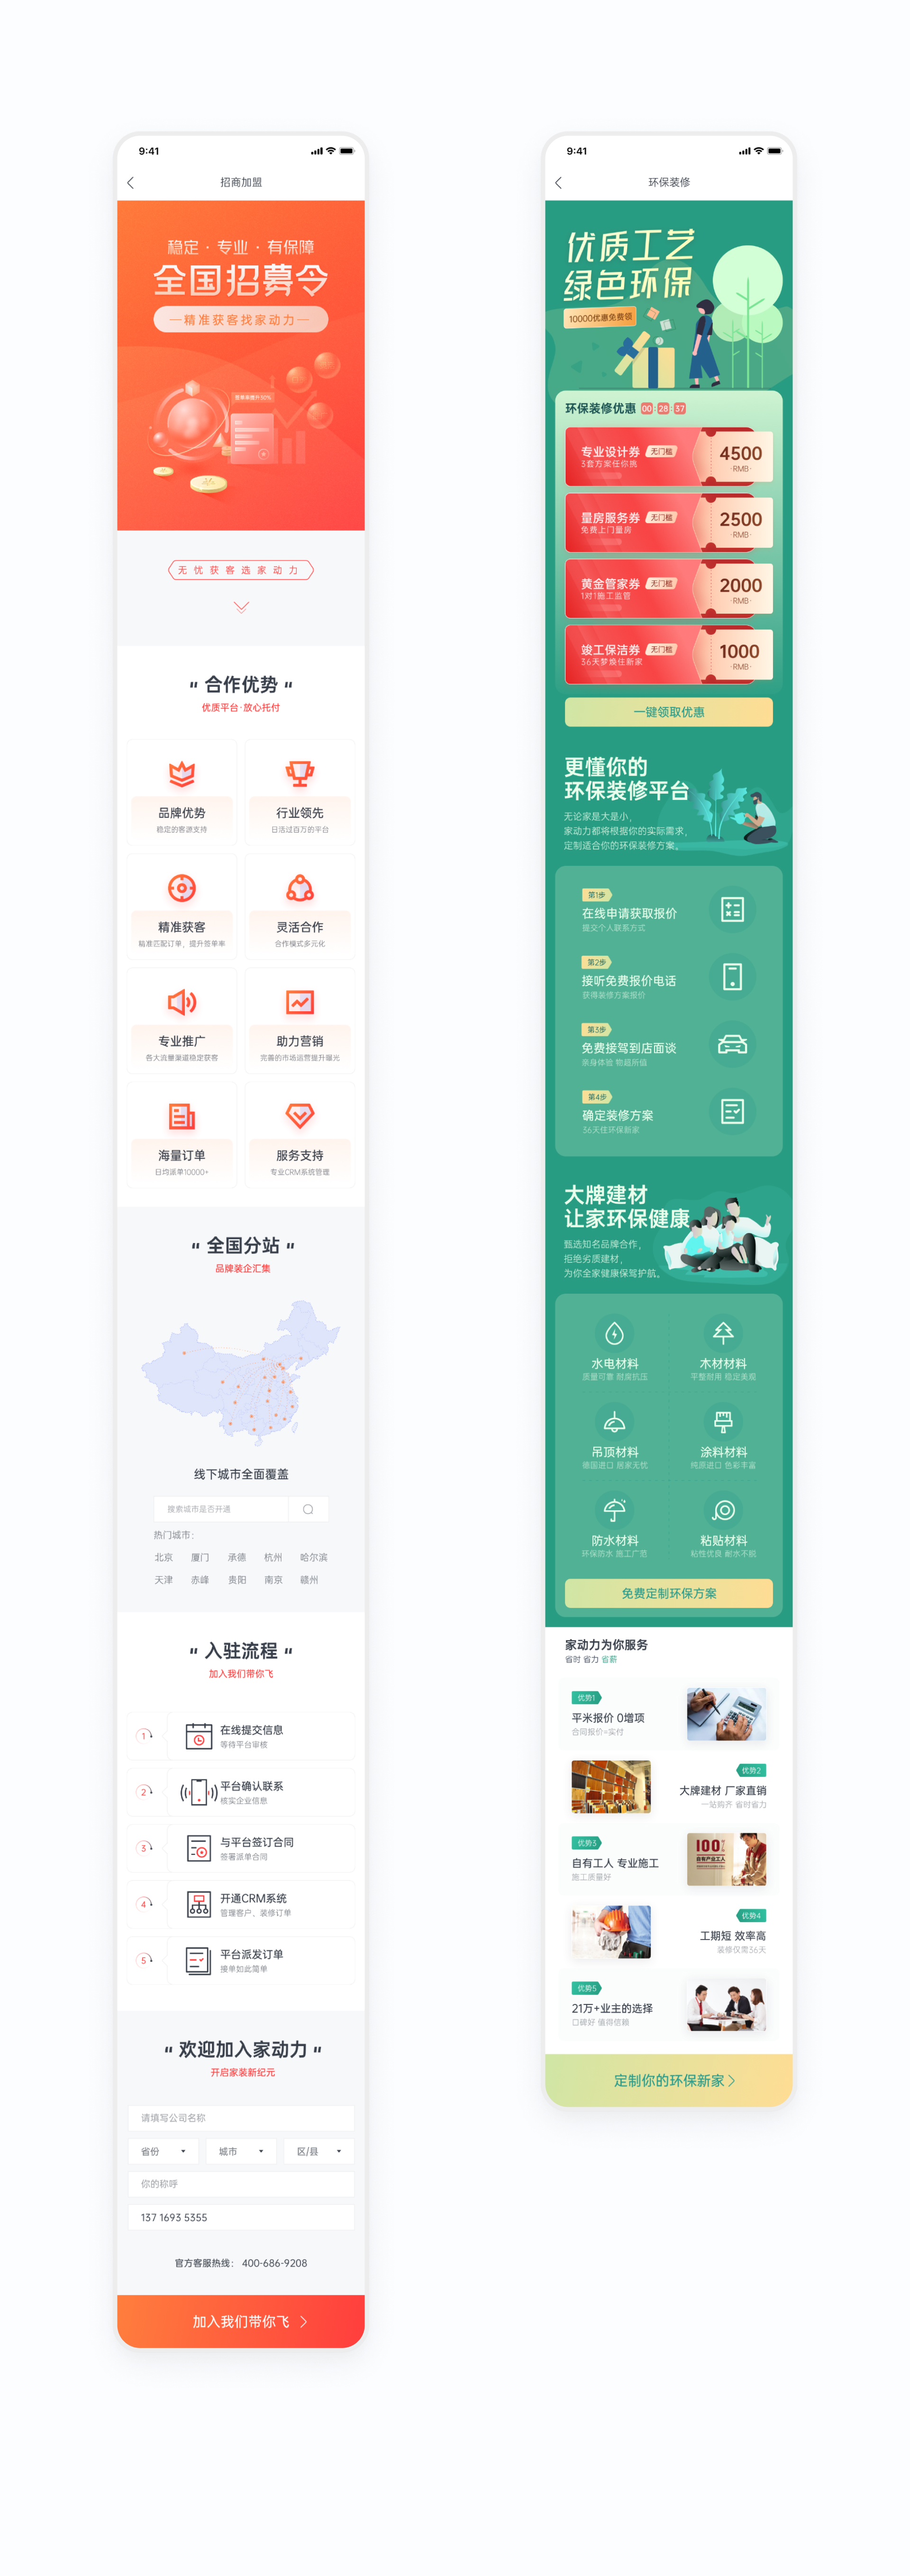 9:41
招商加盟
稳定·专业·有保障
全国招募令
精准获客找家动力
签单率提升30%
无忧获客选家动力
" 合作优势 "
优质平台·放心托付
品牌优势
稳定的客源支持
行业领先
日活过百万的平台
精准获客
精准匹配订单，提升签单率
灵活合作
合作模式多元化
专业推广
各大流量渠道稳定获客
助力营销
完善的市场运营提升曝光
海量订单
日均派单10000+
服务支持
专业CRM系统管理
" 全国分站 "
品牌装企汇集
线下城市全面覆盖
搜索城市是否开通
热门城市：
北京 厦门 承德 杭州 哈尔滨
天津 赤峰 贵阳 南京 赣州
" 入驻流程 "
加入我们带你飞
1
在线提交信息
等待平台审核
2
平台确认联系
核实企业信息
3
与平台签订合同
签署派单合同
4
开通CRM系统
管理客户、装修订单
5
平台派发订单
接单如此简单
" 欢迎加入家动力 "
开启家装新纪元
请填写公司名称
省份 城市 区/县
你的称呼
137 1693 5355
官方客服热线： 400-686-9208
加入我们带你飞
9:41
环保装修
优质工艺
绿色环保
10000优惠免费领
环保装修优惠 00:28:37
专业设计券 无门槛
3套方案任你挑
4500
·RMB·
量房服务券 无门槛
免费上门量房
2500
·RMB·
黄金管家券 无门槛
1对1施工监管
2000
·RMB·
竣工保洁券 无门槛
36天梦焕住新家
1000
·RMB·
一键领取优惠
更懂你的
环保装修平台
无论家是大是小，
家动力都将根据你的实际需求，
定制适合你的环保装修方案。
第1步
在线申请获取报价
提交个人联系方式
第2步
接听免费报价电话
获得装修方案报价
第3步
免费接驾到店面谈
亲身体验 物超所值
第4步
确定装修方案
36天住环保新家
大牌建材
让家环保健康
甄选知名品牌合作，
拒绝劣质建材，
为你全家健康保驾护航。
水电材料
质量可靠 耐腐抗压
木材材料
平整耐用 稳定美观
吊顶材料
德国进口 居家无忧
涂料材料
纯原进口 色彩丰富
防水材料
环保防水 施工广范
粘贴材料
粘性优良 耐水不脱
免费定制环保方案
家动力为你服务
省时 省力 省薪
优势1
平米报价 0增项
合同报价=实付
优势2
大牌建材 厂家直销
一站购齐 省时省力
优势3
自有工人 专业施工
施工质量好
100%
自有产业工人
优势4
工期短 效率高
装修仅需36天
优势5
21万+业主的选择
口碑好 值得信赖
定制你的环保新家